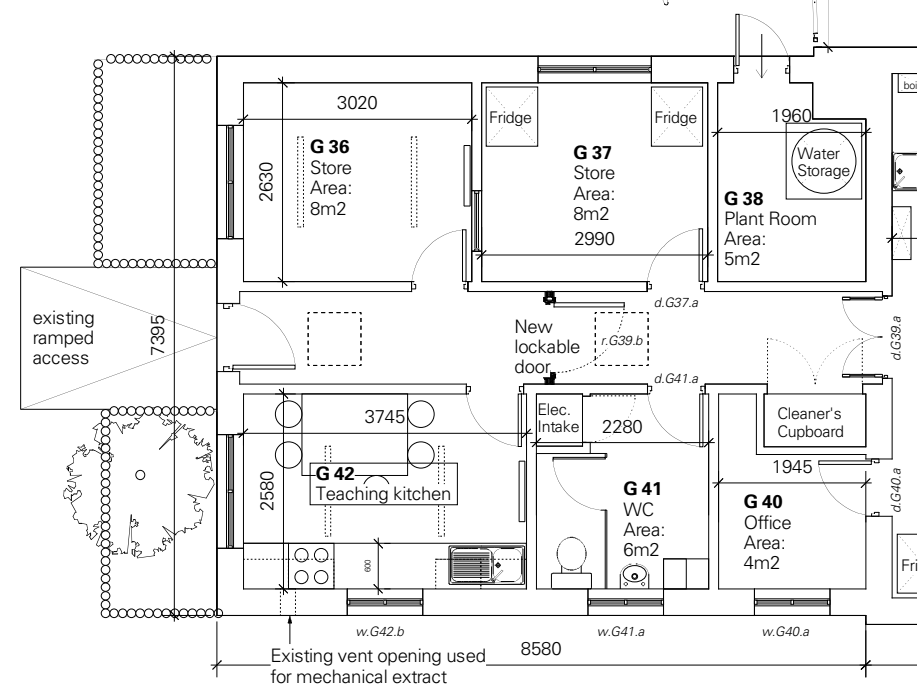 boi
3020
1960
Fridge
Fridge
G 36
Store
Area:
8m2
2630
G 37
Store
Area:
8m2
2990
Water
Storage
G 38
Plant Room
Area:
5m2
existing
ramped
access
7395
New
lockable
door
r.G39.b
d.G37.a
d.G39.a
d.G41.a
3745
Elec.
Intake
2280
Cleaner's
Cupboard
1945
2580
G 42
Teaching kitchen
600
G 41
WC
Area:
6m2
G 40
Office
Area:
4m2
d.G40.a
Fri
w.G42.b
w.G41.a
w.G40.a
Existing vent opening used
for mechanical extract
8580